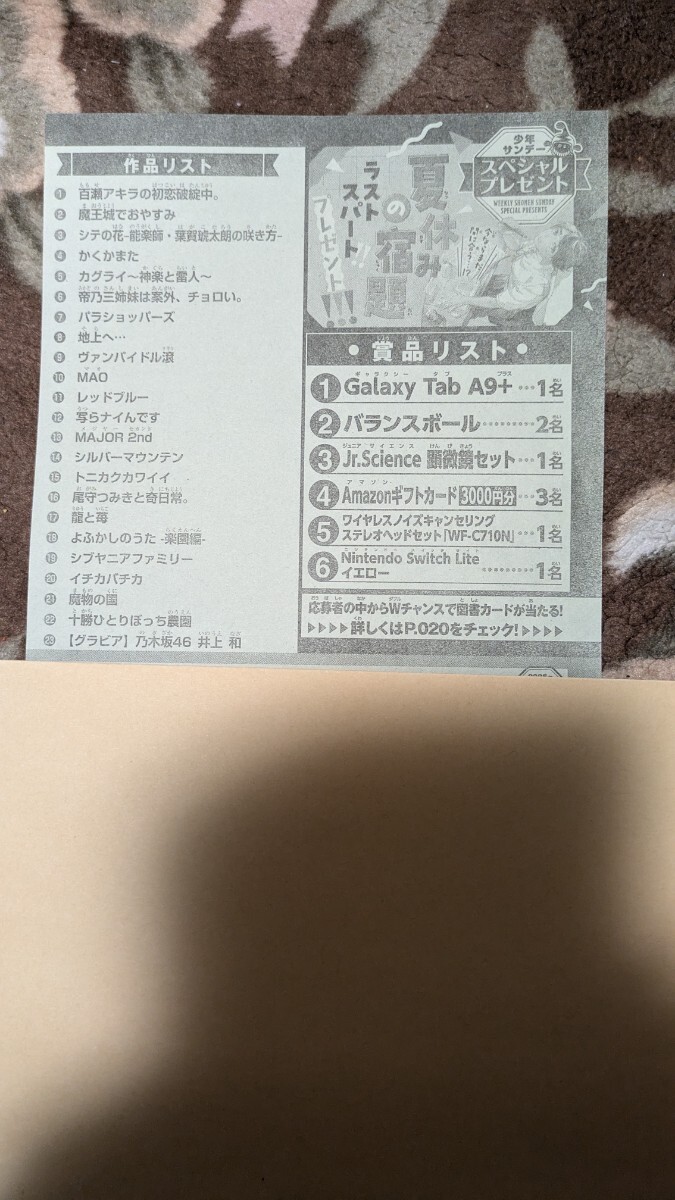 作品リスト
① 百瀬アキラの初恋破綻中。
② 魔王城でおやすみ
③ シテの花-能楽師・葉賀琥太朗の咲き方-
④ かくかまた
⑤ カグライ〜神楽と雷人〜
⑥ 帝乃三姉妹は案外、チョロい。
⑦ パラショッパーズ
⑧ 地上へ…
⑨ ヴァンパイドル滾
⑩ MAO
⑪ レッドブルー
⑫ 写らナイんです
⑬ MAJOR 2nd
⑭ シルバーマウンテン
⑮ トニカクカワイイ
⑯ 尾守つみきと奇日常。
⑰ 龍と苺
⑱ よふかしのうた -楽園編-
⑲ シブヤニアファミリー
⑳ イチカバチカ
㉑ 魔物の国
㉒ 十勝ひとりぼっち農園
㉓ 【グラビア】乃木坂46 井上 和
少年
サンデー
スペシャル
プレゼント
WEEKLY SHONEN SUNDAY
SPECIAL PRESENTS
夏休み
の宿題
ラスト
スパート
プレゼント!!!
今ならまだ
間に合う…!?
●賞品リスト●
① Galaxy Tab A9+…1名
② バランスボール………2名
③ Jr.Science 顕微鏡セット…1名
④ Amazonギフトカード 3000円分…3名
⑤ ワイヤレスノイズキャンセリング
ステレオヘッドセット「WF-C710N」…1名
⑥ Nintendo Switch Lite
イエロー………1名
応募者の中からWチャンスで図書カードが当たる!
▶▶▶▶詳しくはP.020をチェック!▶▶▶▶